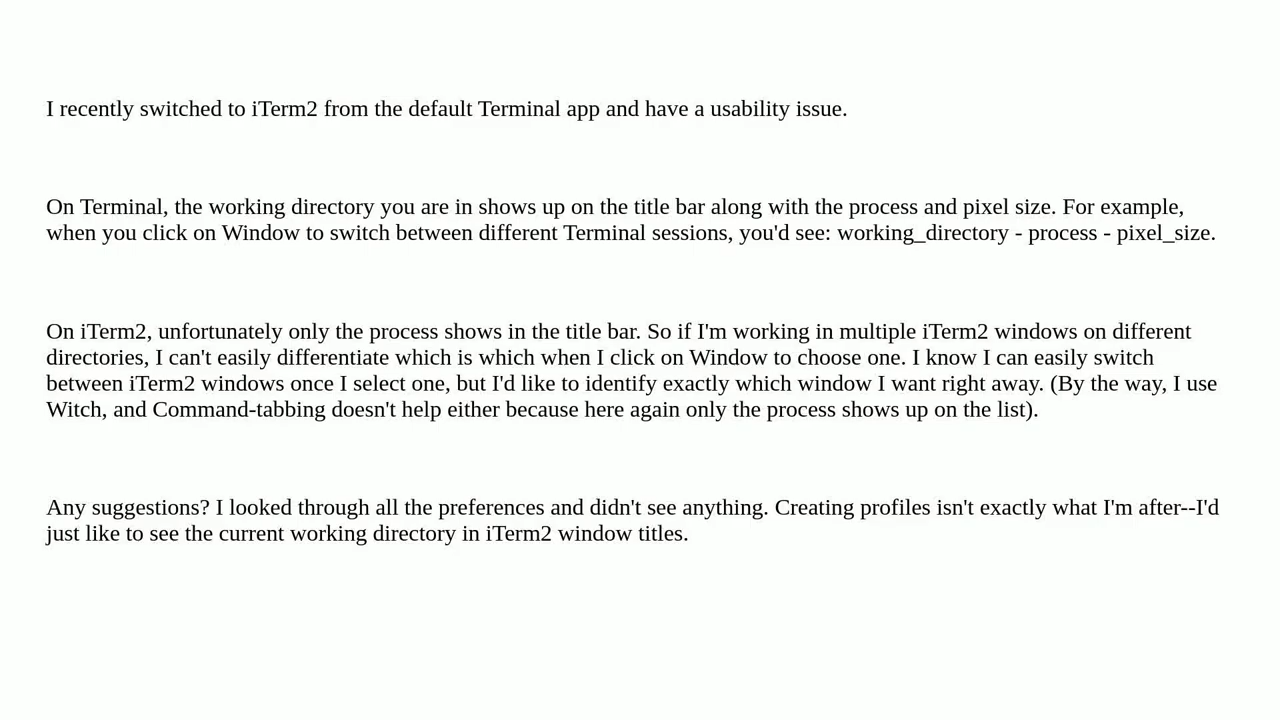 I recently switched to iTerm2 from the default Terminal app and have a usability issue.
On Terminal, the working directory you are in shows up on the title bar along with the process and pixel size. For example,
when you click on Window to switch between different Terminal sessions, you'd see: working_directory - process - pixel_size.
On iTerm2, unfortunately only the process shows in the title bar. So if I'm working in multiple iTerm2 windows on different
directories, I can't easily differentiate which is which when I click on Window to choose one. I know I can easily switch
between iTerm2 windows once I select one, but I'd like to identify exactly which window I want right away. (By the way, I use
Witch, and Command-tabbing doesn't help either because here again only the process shows up on the list).
Any suggestions? I looked through all the preferences and didn't see anything. Creating profiles isn't exactly what I'm after--I'd
just like to see the current working directory in iTerm2 window titles.